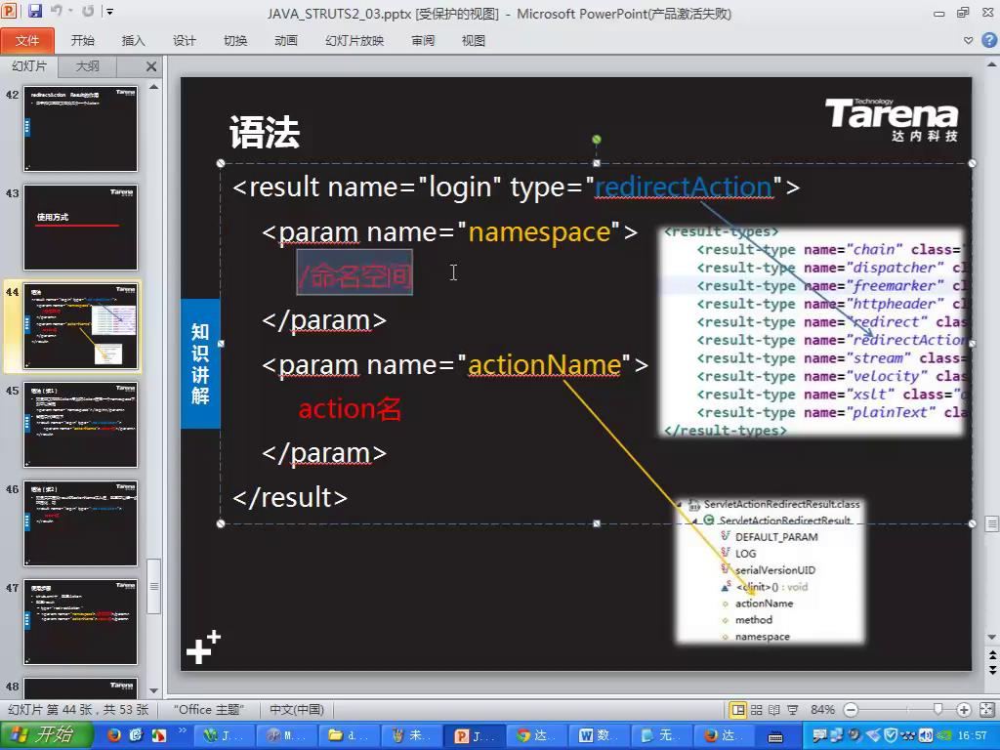 JAVA_STRUTS2_03.pptx [受保护的视图] - Microsoft PowerPoint(产品激活失败)
文件 开始 插入 设计 切换 动画 幻灯片放映 审阅 视图
幻灯片 大纲
42
43
使用方式
44
语法
45
46
47
48
语法
Technology
Tarena
达内科技
知识讲解
<result name="login" type="redirectAction">
<param name="namespace">
/命名空间
</param>
<param name="actionName">
action名
</param>
</result>
<result-types>
<result-type name="chain" class="
<result-type name="dispatcher" cl
<result-type name="freemarker" cl
<result-type name="httpheader" cl
<result-type name="redirect" clas
<result-type name="redirectAction
<result-type name="stream" class=
<result-type name="velocity" clas
<result-type name="xslt" class="o
<result-type name="plainText" cla
</result-types>
ServletActionRedirectResult.class
ServletActionRedirectResult
DEFAULT_PARAM
LOG
serialVersionUID
<clinit>() : void
actionName
method
namespace
幻灯片 第 44 张，共 53 张 "Office 主题" 中文(中国) 84%
开始 J... M... d... 未... J... 达... 数... 无... 达... 16:57